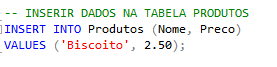 -- INSERIR DADOS NA TABELA PRODUTOS
INSERT INTO Produtos (Nome, Preco)
VALUES ('Biscoito', 2.50);